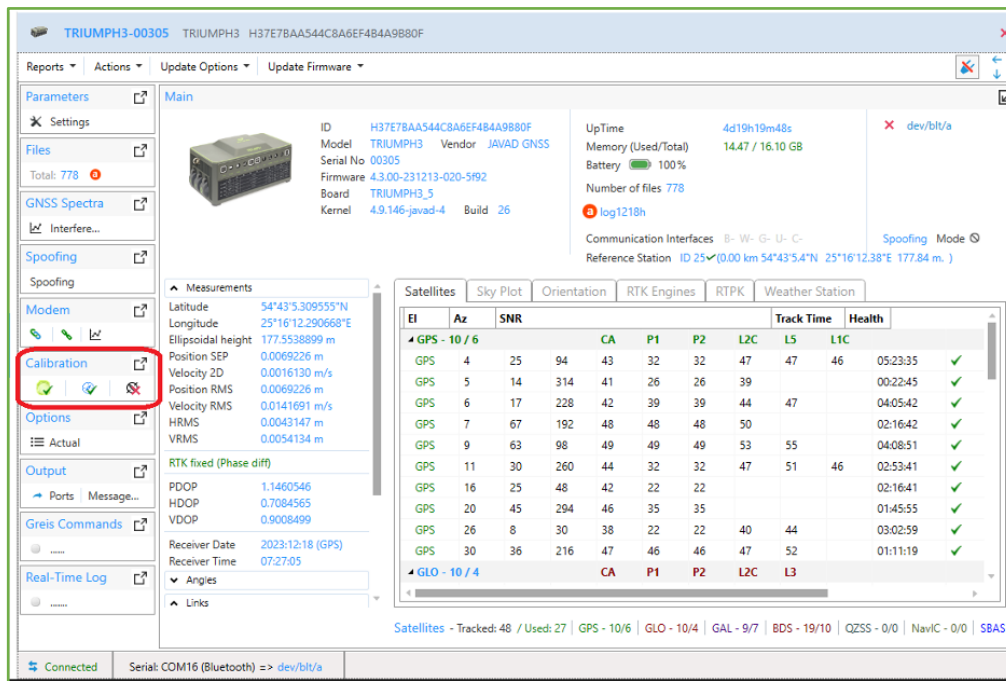 TRIUMPH3-00305 TRIUMPH3 H37E7BAA544C8A6EF4B4A9B80F
Reports Actions Update Options Update Firmware
Parameters
Settings
Files
Total: 778 a
GNSS Spectra
Interfere...
Spoofing
Spoofing
Modem
Calibration
Options
Actual
Output
Ports Message...
Greis Commands
......
Real-Time Log
.......
Main
ID H37E7BAA544C8A6EF4B4A9B80F
Model TRIUMPH3 Vendor JAVAD GNSS
Serial No 00305
Firmware 4.3.00-231213-020-5f92
Board TRIUMPH3_5
Kernel 4.9.146-javad-4 Build 26
UpTime 4d19h19m48s
Memory (Used/Total) 14.47 / 16.10 GB
Battery 100%
Number of files 778
a log1218h
Communication Interfaces B- W- G- U- C-
Reference Station ID 25 (0.00 km 54°43'5.4"N 25°16'12.38"E 177.84 m. )
dev/blt/a
Spoofing Mode
Measurements
Latitude 54°43'5.309555"N
Longitude 25°16'12.290668"E
Ellipsoidal height 177.5538899 m
Position SEP 0.0069226 m
Velocity 2D 0.0016130 m/s
Position RMS 0.0069226 m
Velocity RMS 0.0141691 m/s
HRMS 0.0043147 m
VRMS 0.0054134 m
RTK fixed (Phase diff)
PDOP 1.1460546
HDOP 0.7084565
VDOP 0.9008499
Receiver Date 2023:12:18 (GPS)
Receiver Time 07:27:05
Angles
Links
Satellites Sky Plot Orientation RTK Engines RTPK Weather Station
El Az SNR Track Time Health
GPS - 10 / 6 CA P1 P2 L2C L5 L1C
GPS 4 25 94 43 32 32 47 47 46 05:23:35
GPS 5 14 314 41 26 26 39 00:22:45
GPS 6 17 228 42 39 39 44 47 04:05:42
GPS 7 67 192 48 48 48 50 02:16:42
GPS 9 63 98 49 49 49 53 55 04:08:51
GPS 11 30 260 44 32 32 47 51 46 02:53:41
GPS 16 25 48 42 22 22 02:16:41
GPS 20 45 294 46 35 35 01:45:55
GPS 26 8 30 38 22 22 40 44 03:02:59
GPS 30 36 216 47 46 46 47 52 01:11:19
GLO - 10 / 4 CA P1 P2 L2C L3
Satellites - Tracked: 48 / Used: 27 GPS - 10/6 GLO - 10/4 GAL - 9/7 BDS - 19/10 QZSS - 0/0 NavIC - 0/0 SBAS
Connected Serial: COM16 (Bluetooth) => dev/blt/a